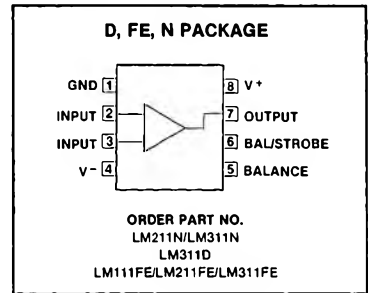 D, FE, N PACKAGE
GND 1 8 V+
INPUT 2 7 OUTPUT
INPUT 3 6 BAL/STROBE
V- 4 5 BALANCE
ORDER PART NO.
LM211N/LM311N
LM311D
LM111FE/LM211FE/LM311FE